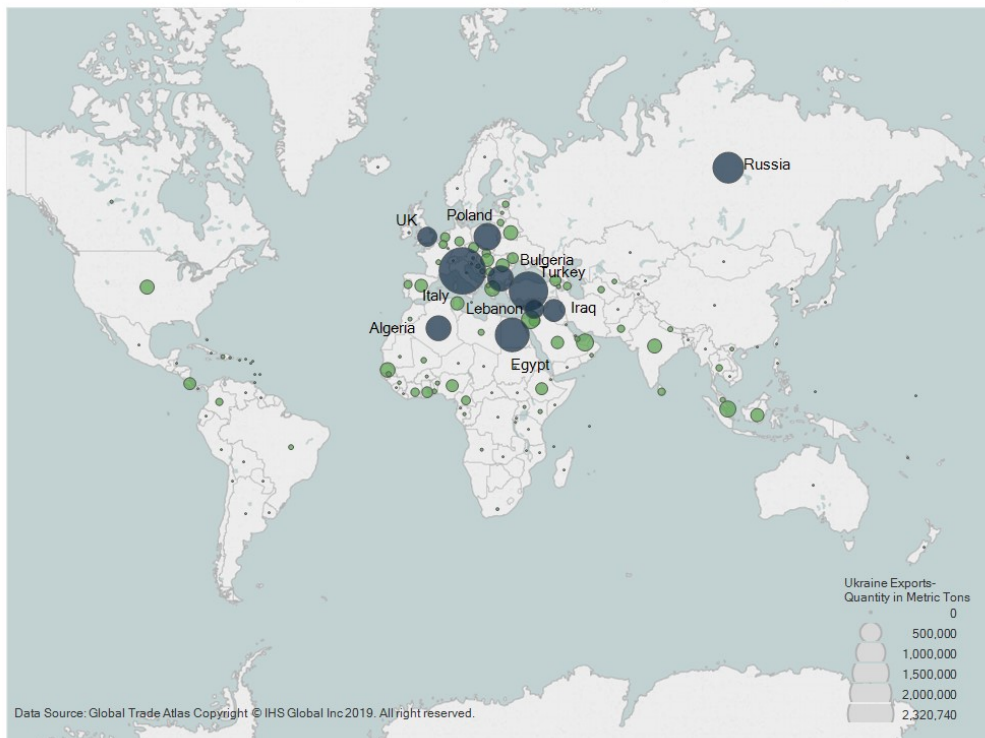 Russia
UK
Poland
Bulgeria
Turkey
Italy
Lebanon
Iraq
Algeria
Egypt
Ukraine Exports-
Quantity in Metric Tons
0
500,000
1,000,000
1,500,000
2,000,000
2,320,740
Data Source: Global Trade Atlas Copyright © IHS Global Inc 2019. All right reserved.